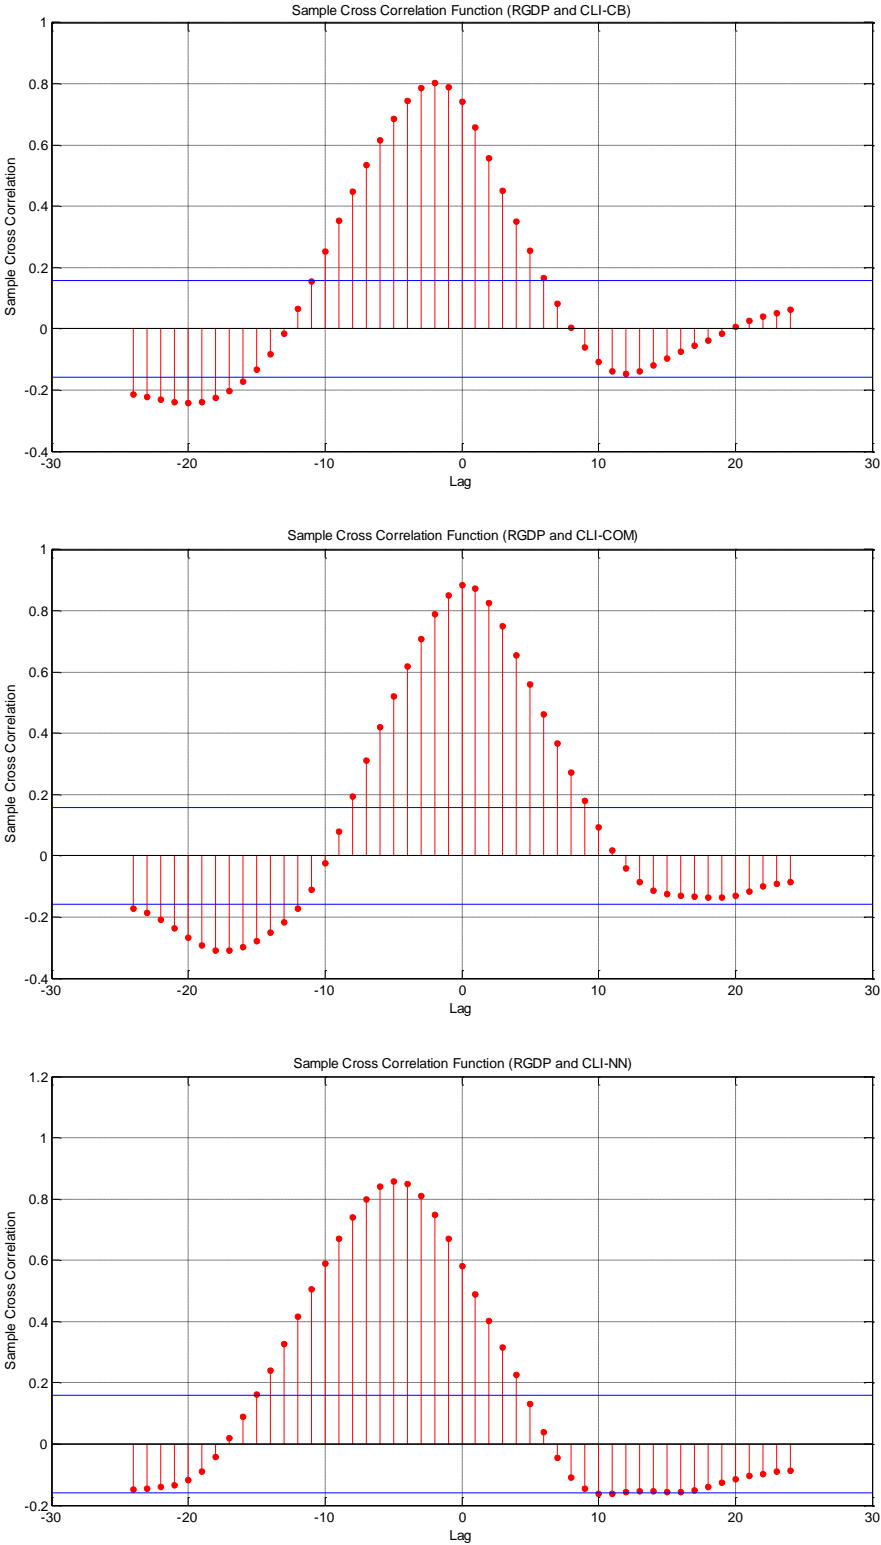 Sample Cross Correlation Function (RGDP and CLI-CB)
1
0.8
0.6
0.4
0.2
0
-0.2
-0.4
Sample Cross Correlation
-30 -20 -10 0 10 20 30
Lag
Sample Cross Correlation Function (RGDP and CLI-COM)
1
0.8
0.6
0.4
0.2
0
-0.2
-0.4
Sample Cross Correlation
-30 -20 -10 0 10 20 30
Lag
Sample Cross Correlation Function (RGDP and CLI-NN)
1.2
1
0.8
0.6
0.4
0.2
0
-0.2
Sample Cross Correlation
-30 -20 -10 0 10 20 30
Lag